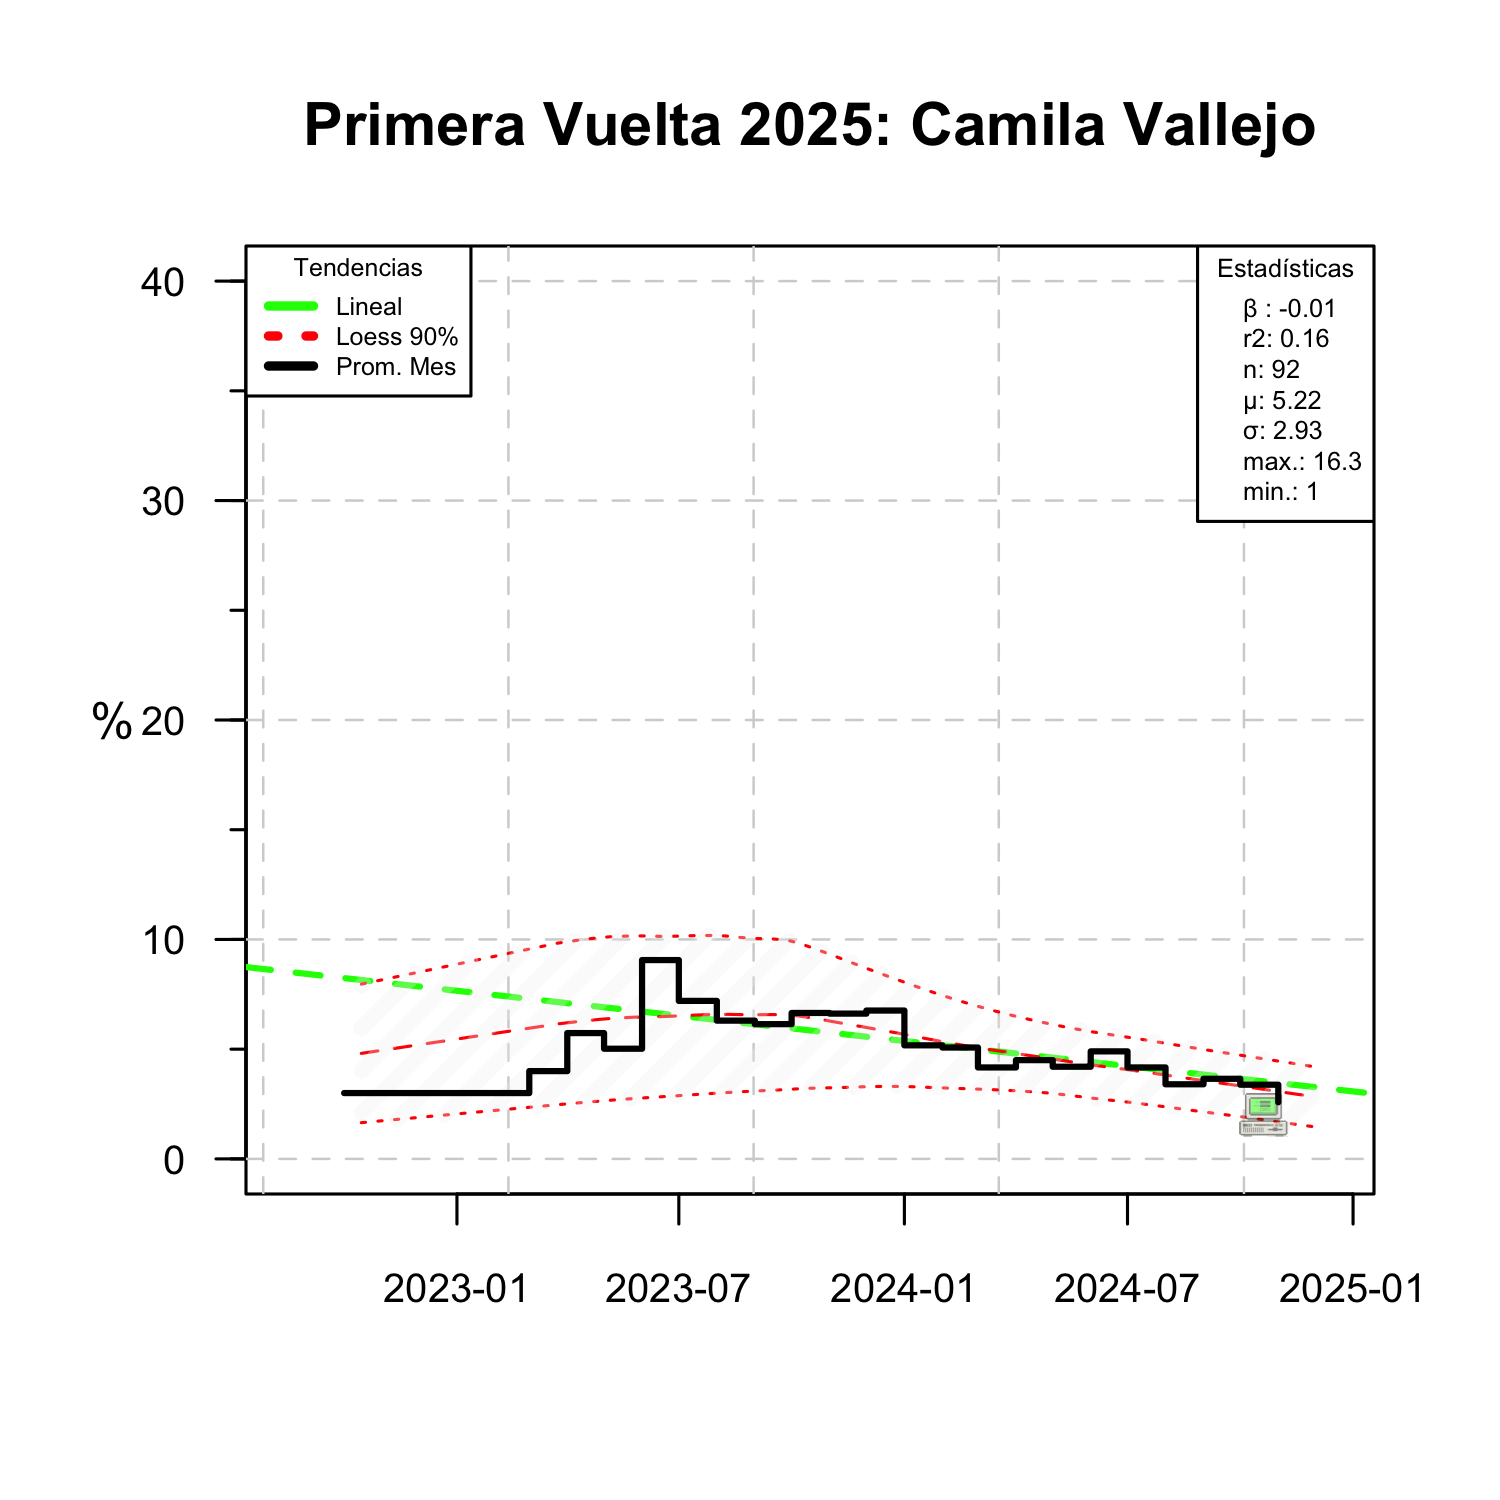 Primera Vuelta 2025: Camila Vallejo
Tendencias
Lineal
Loess 90%
Prom. Mes
Estadísticas
β : -0.01
r2: 0.16
n: 92
μ: 5.22
σ: 2.93
max.: 16.3
min.: 1
40
30
% 20
10
0
2023-01 2023-07 2024-01 2024-07 2025-01